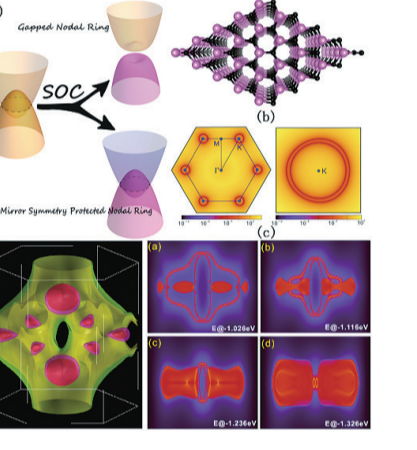 )
Gapped Nodal Ring
SOC
Mirror Symmetry Protected Nodal Ring
(b)
M
K
Γ
K
(c)
(a)
E@-1.026eV
(b)
E@-1.116eV
(c)
E@-1.236eV
(d)
E@-1.326eV